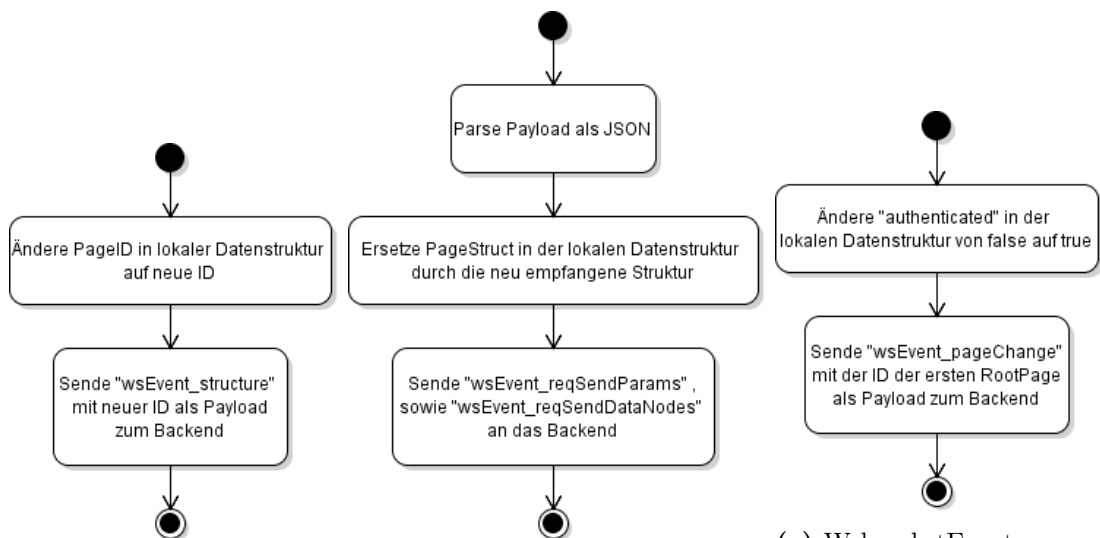 Ändere PageID in lokaler Datenstruktur
auf neue ID
Sende "wsEvent_structure"
mit neuer ID als Payload
zum Backend
Parse Payload als JSON
Ersetze PageStruct in der lokalen Datenstruktur
durch die neu empfangene Struktur
Sende "wsEvent_reqSendParams" ,
sowie "wsEvent_reqSendDataNodes"
an das Backend
Ändere "authenticated" in der
lokalen Datenstruktur von false auf true
Sende "wsEvent_pageChange"
mit der ID der ersten RootPage
als Payload zum Backend